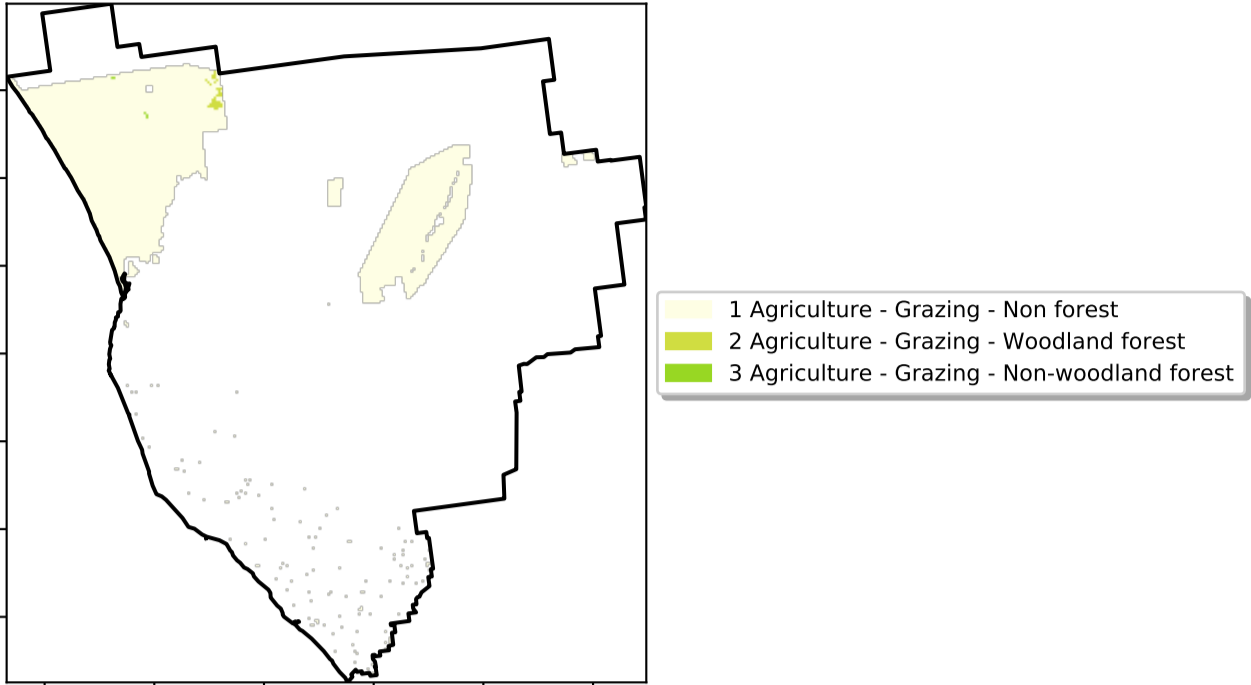 1 Agriculture - Grazing - Non forest
2 Agriculture - Grazing - Woodland forest
3 Agriculture - Grazing - Non-woodland forest